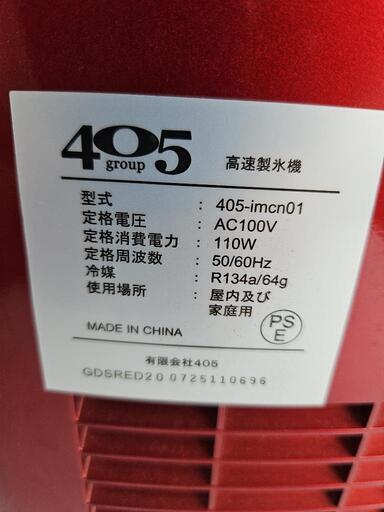 405
group
高速製氷機
型式 : 405-imcn01
定格電圧 : AC100V
定格消費電力 : 110W
定格周波数 : 50/60Hz
冷媒 : R134a/64g
使用場所 : 屋内及び
家庭用
PS
E
MADE IN CHINA
有限会社405
GDSRED20 0725110696